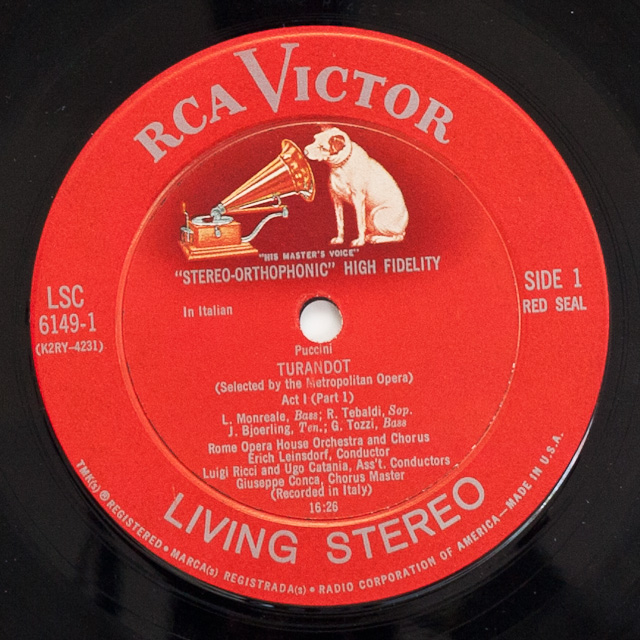 RCA VICTOR
"HIS MASTER'S VOICE"
"STEREO-ORTHOPHONIC" HIGH FIDELITY
LSC
6149-1
(K2RY-4231)
In Italian
SIDE 1
RED SEAL
Puccini
TURANDOT
(Selected by the Metropolitan Opera)
Act I (Part 1)
L. Monreale, Bass; R. Tebaldi, Sop.
J. Bjoerling, Ten.; G. Tozzi, Bass
Rome Opera House Orchestra and Chorus
Erich Leinsdorf, Conductor
Luigi Ricci and Ugo Catania, Ass't. Conductors
Giuseppe Conca, Chorus Master
(Recorded in Italy)
16:26
LIVING STEREO
TMK(s) ® REGISTERED • MARCA(s) REGISTRADA(s) • RADIO CORPORATION OF AMERICA—MADE IN U.S.A.